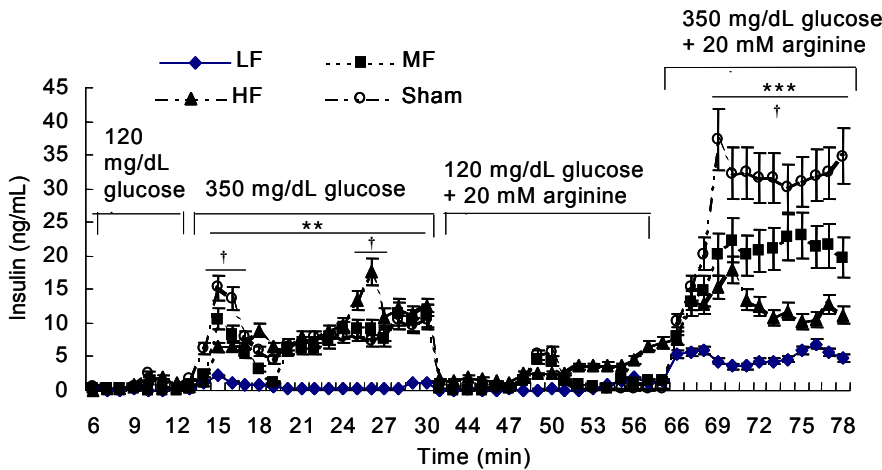 350 mg/dL glucose
+ 20 mM arginine
LF
MF
HF
Sham
***
†
120
mg/dL
glucose
350 mg/dL glucose
120 mg/dL glucose
+ 20 mM arginine
**
†
†
Insulin (ng/mL)
45
40
35
30
25
20
15
10
5
0
6 9 12 15 18 21 24 27 30 44 47 50 53 56 66 69 72 75 78
Time (min)